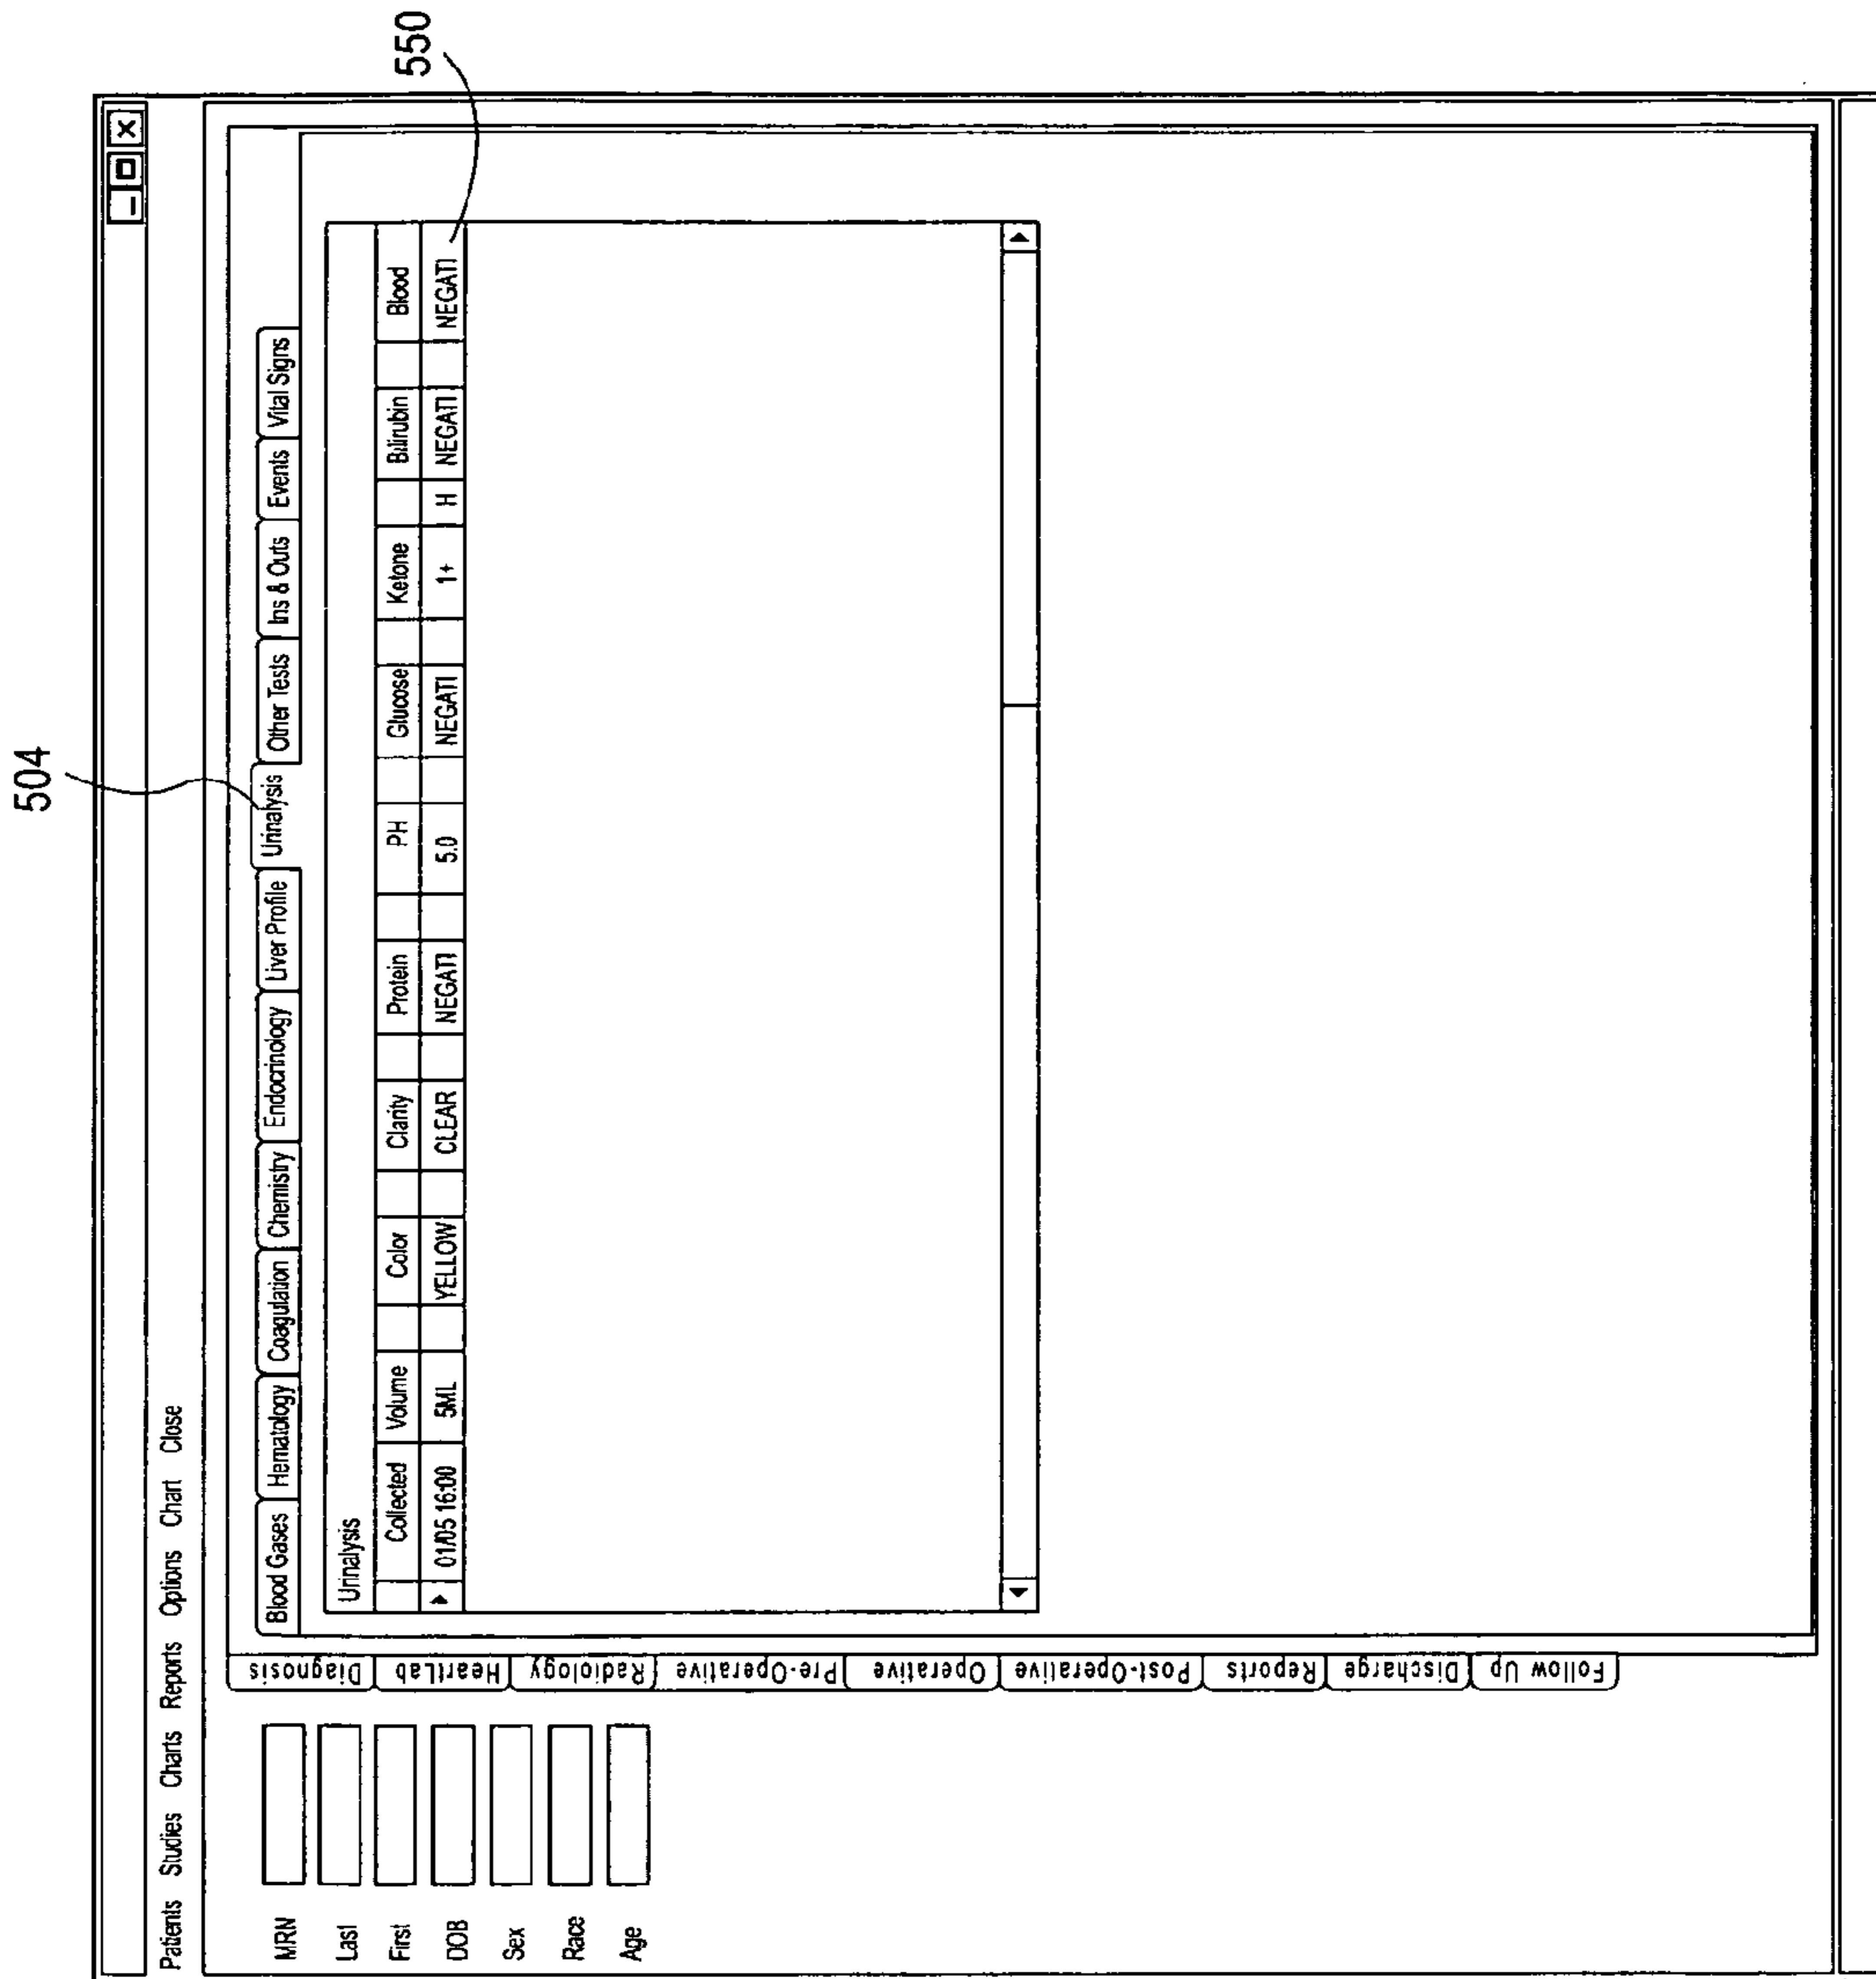 504
550
Patients Studies Charts Reports Options Chart Close
MRN
Last
First
DOB
Sex
Race
Age
Diagnosis
HeartLab
Radiology
Pre-Operative
Operative
Post-Operative
Reports
Discharge
Follow Up
Blood Gases Hematology Coagulation Chemistry Endocrinology Liver Profile Urinalysis Other Tests Ins & Outs Events Vital Signs
Urinalysis
Collected Volume Color Clarity Protein PH Glucose Ketone Bilirubin Blood
01/05 16:00 5ML YELLOW CLEAR NEGATI 5.0 NEGATI 1+ H NEGATI NEGATI